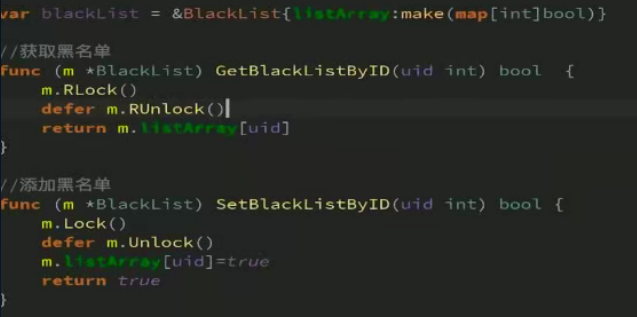 var blackList = &BlackList{listArray:make(map[int]bool)}
//获取黑名单
func (m *BlackList) GetBlackListByID(uid int) bool  {
    m.RLock()
    defer m.RUnlock()
    return m.listArray[uid]
}
//添加黑名单
func (m *BlackList) SetBlackListByID(uid int) bool {
    m.Lock()
    defer m.Unlock()
    m.listArray[uid]=true
    return true
}